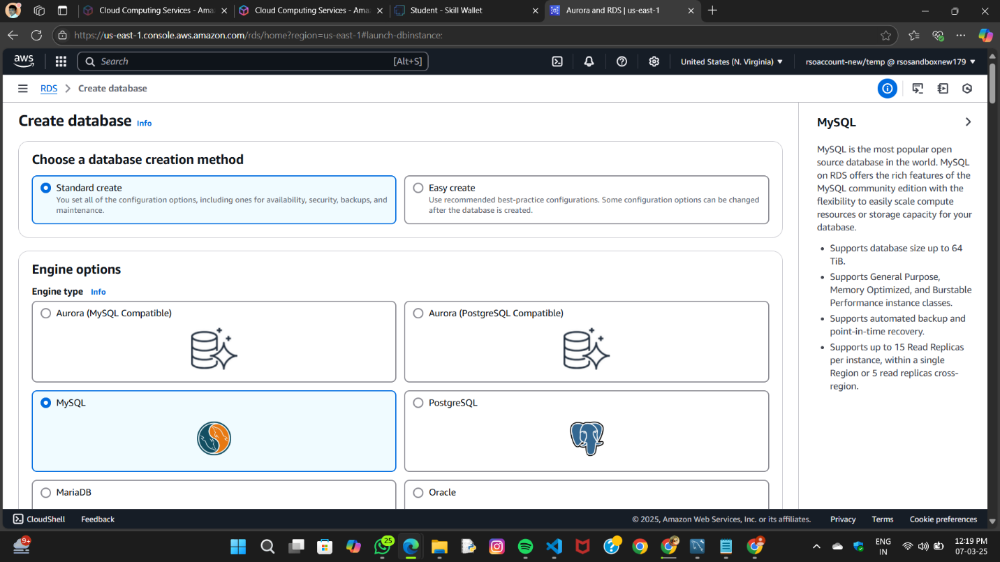 Cloud Computing Services - Ama
Cloud Computing Services - Ama
Student - Skill Wallet
Aurora and RDS | us-east-1
https://us-east-1.console.aws.amazon.com/rds/home?region=us-east-1#launch-dbinstance:
aws
Search
[Alt+S]
United States (N. Virginia)
rsoaccount-new/temp @ rsosandboxnew179
RDS
Create database
Create database Info
Choose a database creation method
Standard create
You set all of the configuration options, including ones for availability, security, backups, and
maintenance.
Easy create
Use recommended best-practice configurations. Some configuration options can be changed
after the database is created.
Engine options
Engine type Info
Aurora (MySQL Compatible)
Aurora (PostgreSQL Compatible)
MySQL
PostgreSQL
MariaDB
Oracle
MySQL
MySQL is the most popular open
source database in the world. MySQL
on RDS offers the rich features of the
MySQL community edition with the
flexibility to easily scale compute
resources or storage capacity for your
database.
• Supports database size up to 64
TiB.
• Supports General Purpose,
Memory Optimized, and Burstable
Performance instance classes.
• Supports automated backup and
point-in-time recovery.
• Supports up to 15 Read Replicas
per instance, within a single
Region or 5 read replicas cross-
region.
CloudShell
Feedback
© 2025, Amazon Web Services, Inc. or its affiliates.
Privacy
Terms
Cookie preferences
9+
25
ENG
IN
12:19 PM
07-03-25